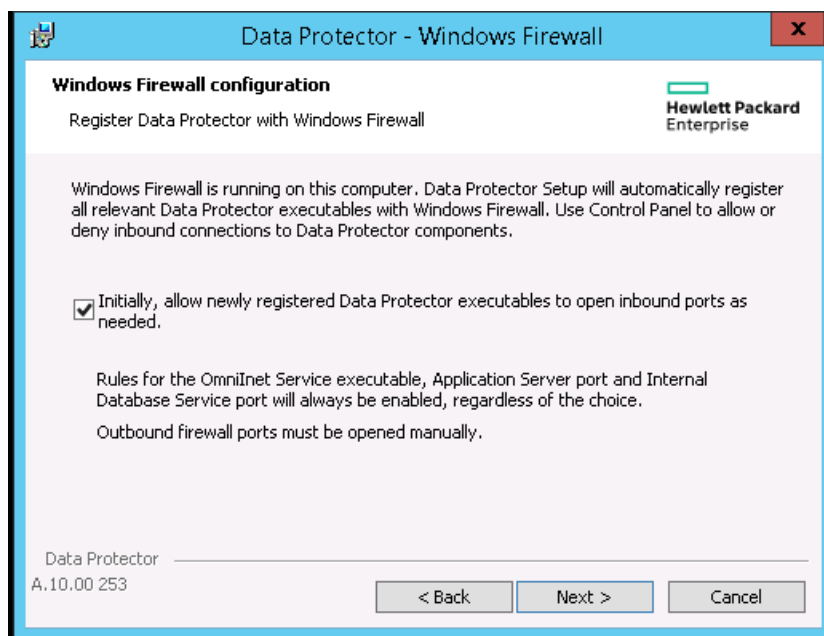 Data Protector - Windows Firewall
x
Windows Firewall configuration
Register Data Protector with Windows Firewall
Hewlett Packard
Enterprise
Windows Firewall is running on this computer. Data Protector Setup will automatically register
all relevant Data Protector executables with Windows Firewall. Use Control Panel to allow or
deny inbound connections to Data Protector components.
Initially, allow newly registered Data Protector executables to open inbound ports as
needed.
Rules for the OmniInet Service executable, Application Server port and Internal
Database Service port will always be enabled, regardless of the choice.
Outbound firewall ports must be opened manually.
Data Protector
A.10.00 253
< Back
Next >
Cancel